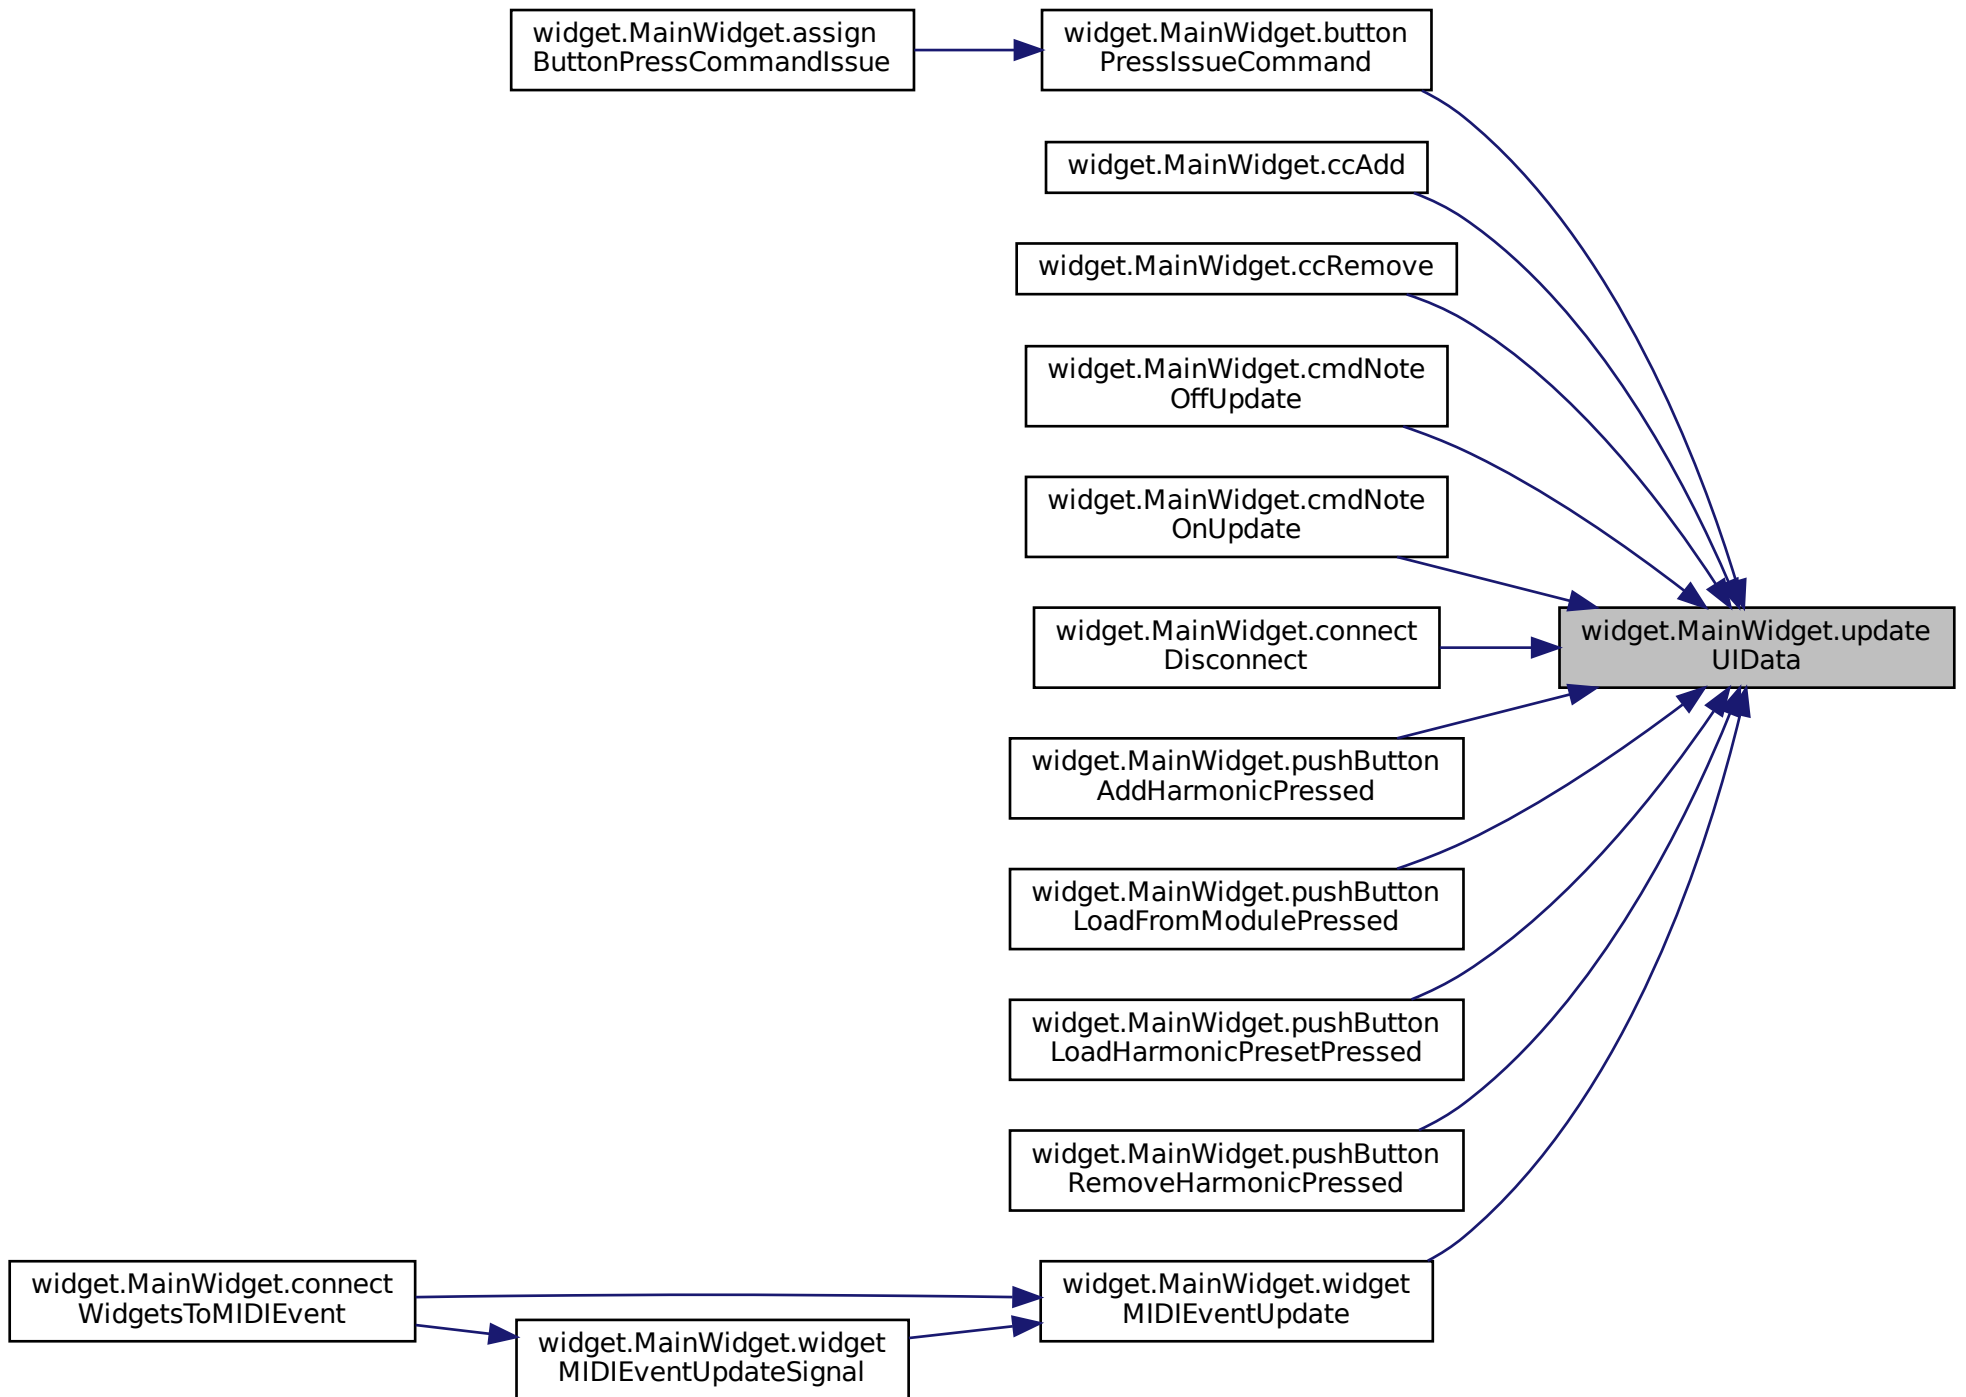 widget.MainWidget.assign
ButtonPressCommandIssue
widget.MainWidget.button
PressIssueCommand
widget.MainWidget.ccAdd
widget.MainWidget.ccRemove
widget.MainWidget.cmdNote
OffUpdate
widget.MainWidget.cmdNote
OnUpdate
widget.MainWidget.connect
Disconnect
widget.MainWidget.update
UIData
widget.MainWidget.pushButton
AddHarmonicPressed
widget.MainWidget.pushButton
LoadFromModulePressed
widget.MainWidget.pushButton
LoadHarmonicPresetPressed
widget.MainWidget.pushButton
RemoveHarmonicPressed
widget.MainWidget.connect
WidgetsToMIDIEvent
widget.MainWidget.widget
MIDIEventUpdate
widget.MainWidget.widget
MIDIEventUpdateSignal